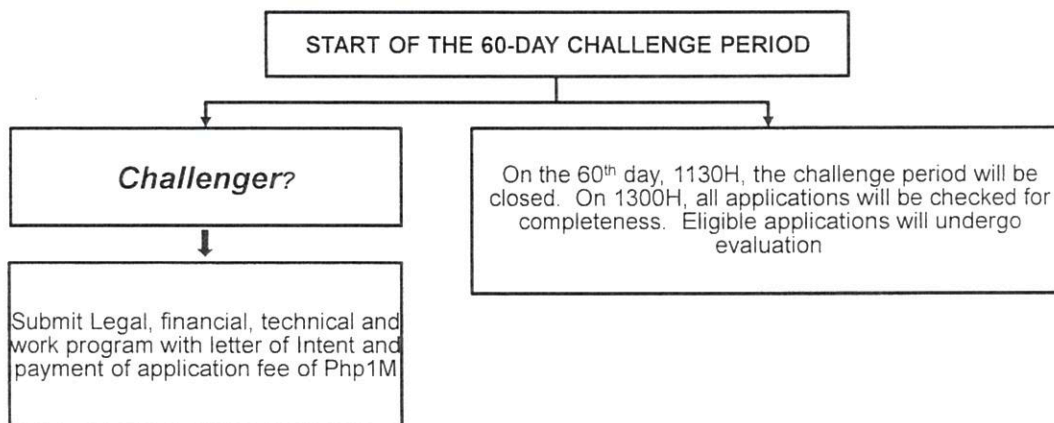 START OF THE 60-DAY CHALLENGE PERIOD
Challenger?
On the 60th day, 1130H, the challenge period will be
closed. On 1300H, all applications will be checked for
completeness. Eligible applications will undergo
evaluation
Submit Legal, financial, technical and
work program with letter of Intent and
payment of application fee of Php1M